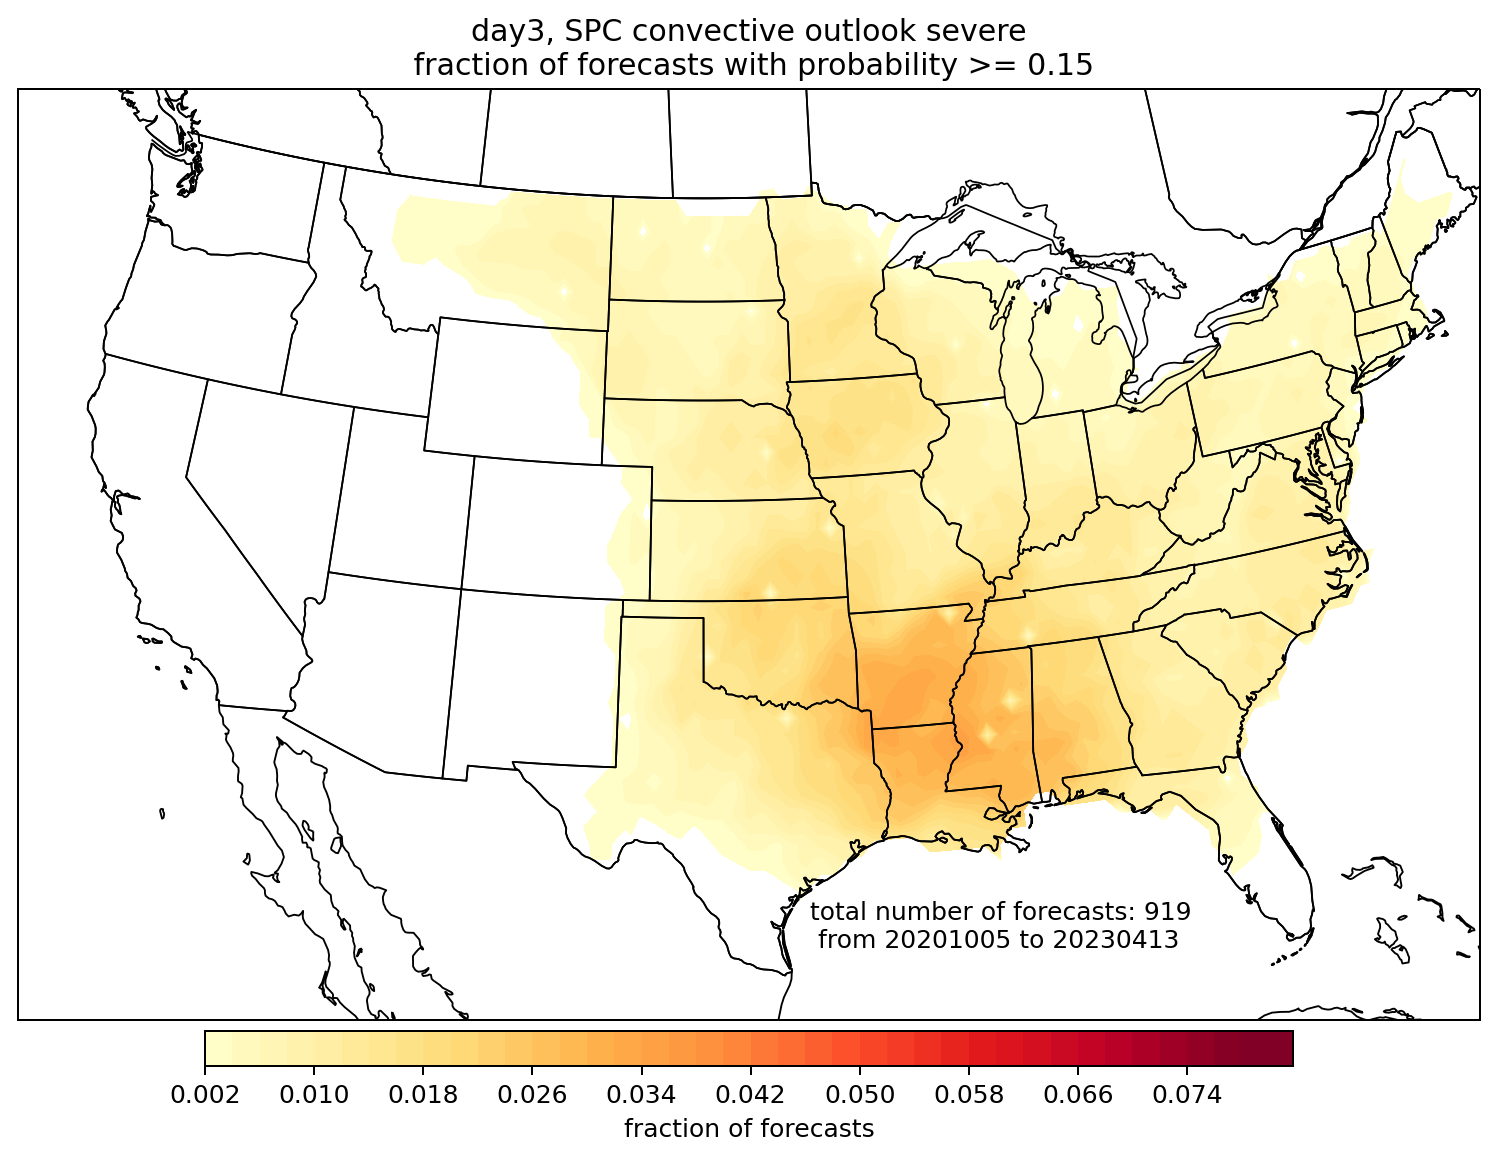 day3, SPC convective outlook severe
fraction of forecasts with probability >= 0.15
total number of forecasts: 919
from 20201005 to 20230413
0.002 0.010 0.018 0.026 0.034 0.042 0.050 0.058 0.066 0.074
fraction of forecasts